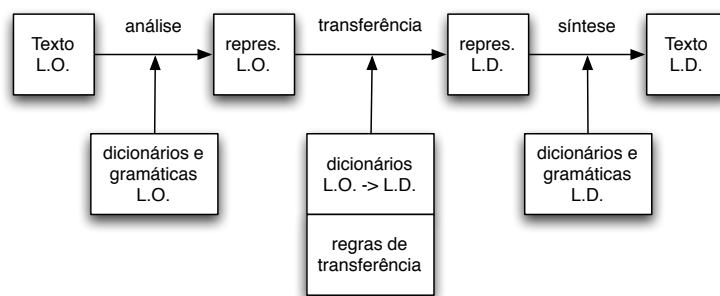 Texto
L.O.
análise
repres.
L.O.
transferência
repres.
L.D.
síntese
Texto
L.D.
dicionários e
gramáticas
L.O.
dicionários
L.O. -> L.D.
regras de
transferência
dicionários e
gramáticas
L.D.